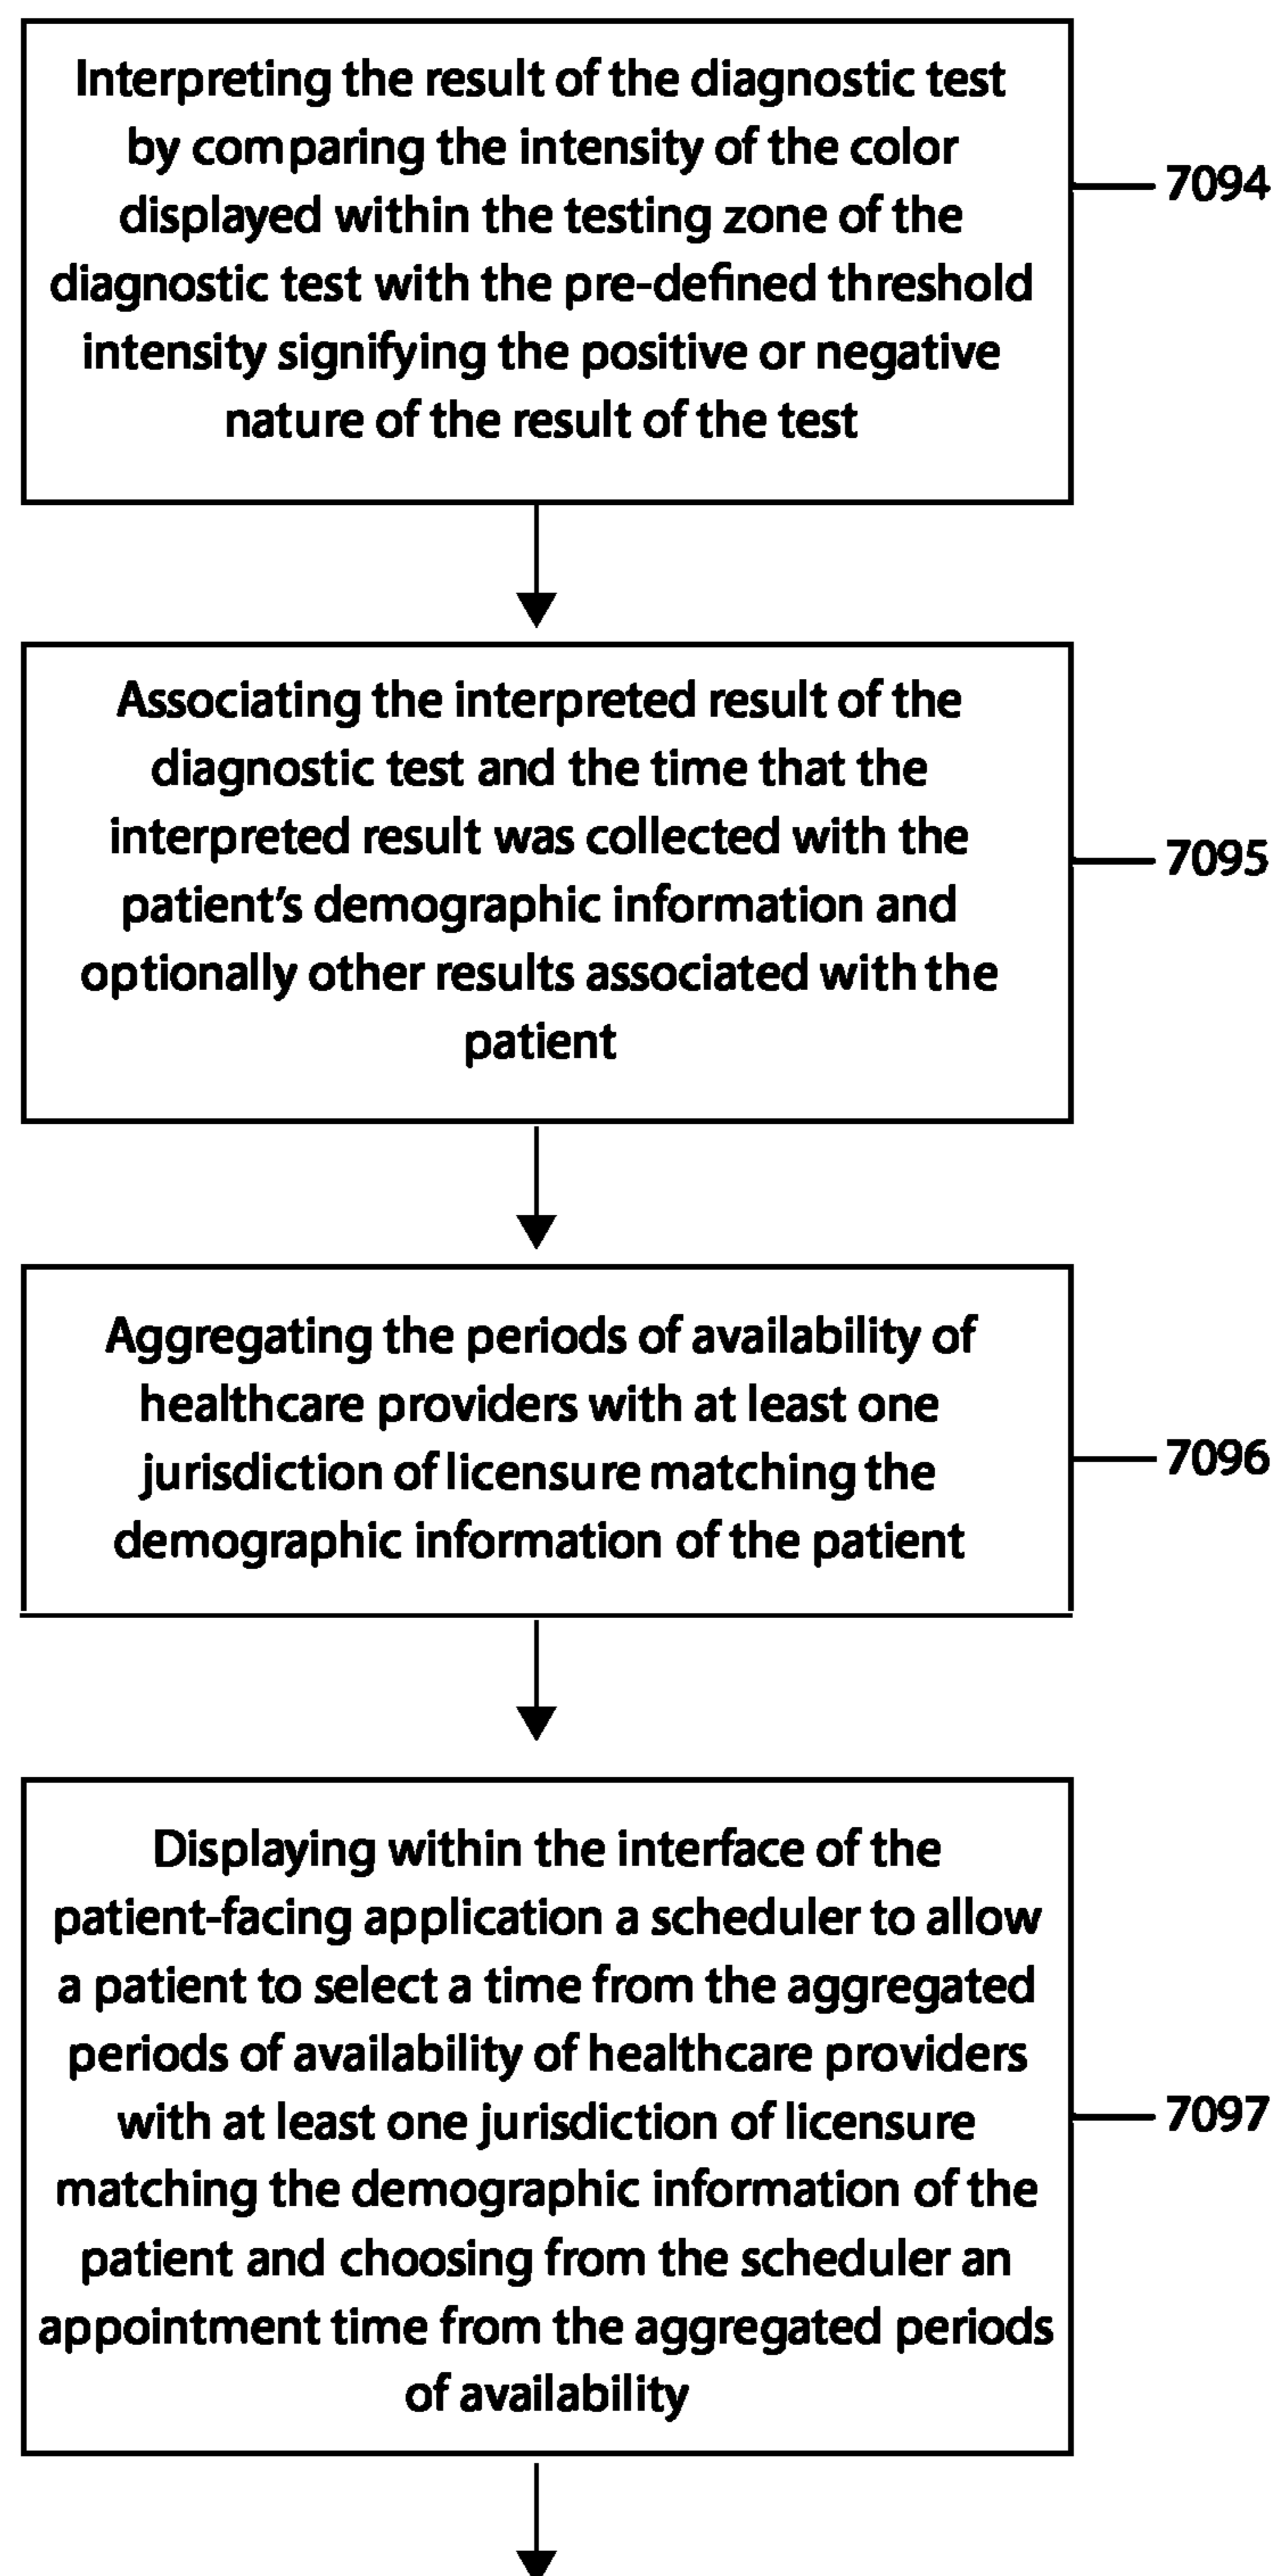 Interpreting the result of the diagnostic test
by comparing the intensity of the color
displayed within the testing zone of the
diagnostic test with the pre-defined threshold
intensity signifying the positive or negative
nature of the result of the test
7094
Associating the interpreted result of the
diagnostic test and the time that the
interpreted result was collected with the
patient’s demographic information and
optionally other results associated with the
patient
7095
Aggregating the periods of availability of
healthcare providers with at least one
jurisdiction of licensure matching the
demographic information of the patient
7096
Displaying within the interface of the
patient-facing application a scheduler to allow
a patient to select a time from the aggregated
periods of availability of healthcare providers
with at least one jurisdiction of licensure
matching the demographic information of the
patient and choosing from the scheduler an
appointment time from the aggregated periods
of availability
7097